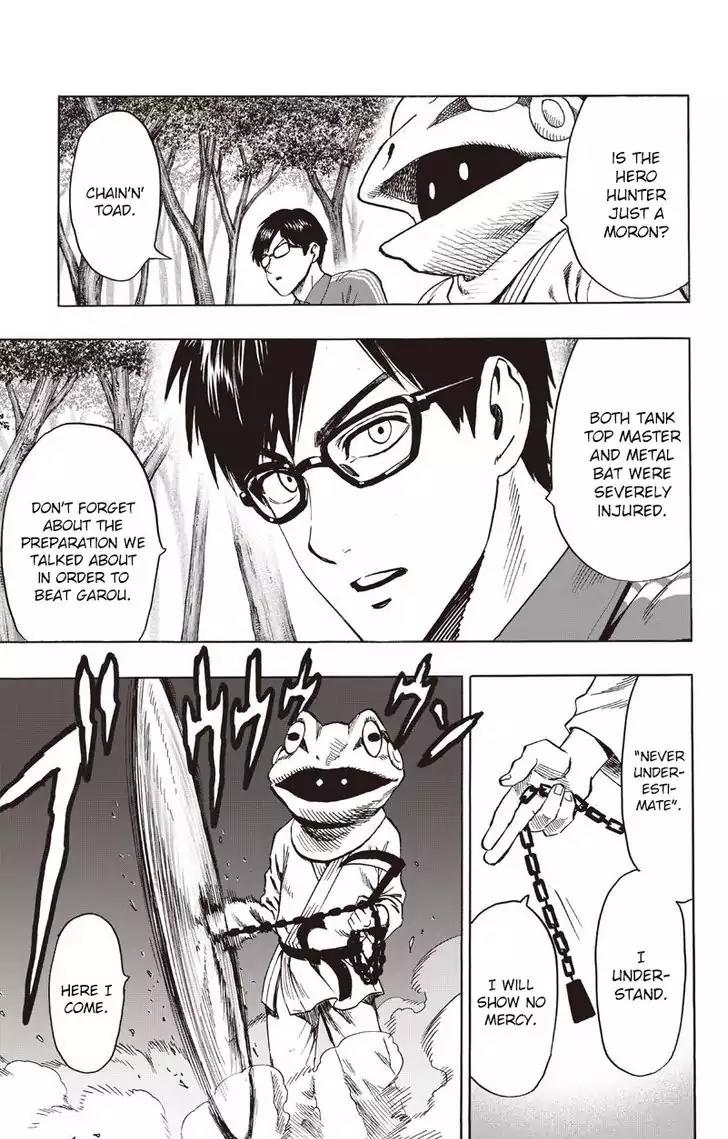 IS THE
HERO
HUNTER
JUST A
MORON?
CHAIN'N'
TOAD.
BOTH TANK
TOP MASTER
AND METAL
BAT WERE
SEVERELY
INJURED.
DON'T FORGET
ABOUT THE
PREPARATION WE
TALKED ABOUT
IN ORDER TO
BEAT GAROU.
"NEVER
UNDER-
ESTI-
MATE".
I
UNDER-
STAND.
I WILL
SHOW NO
MERCY.
HERE I
COME.